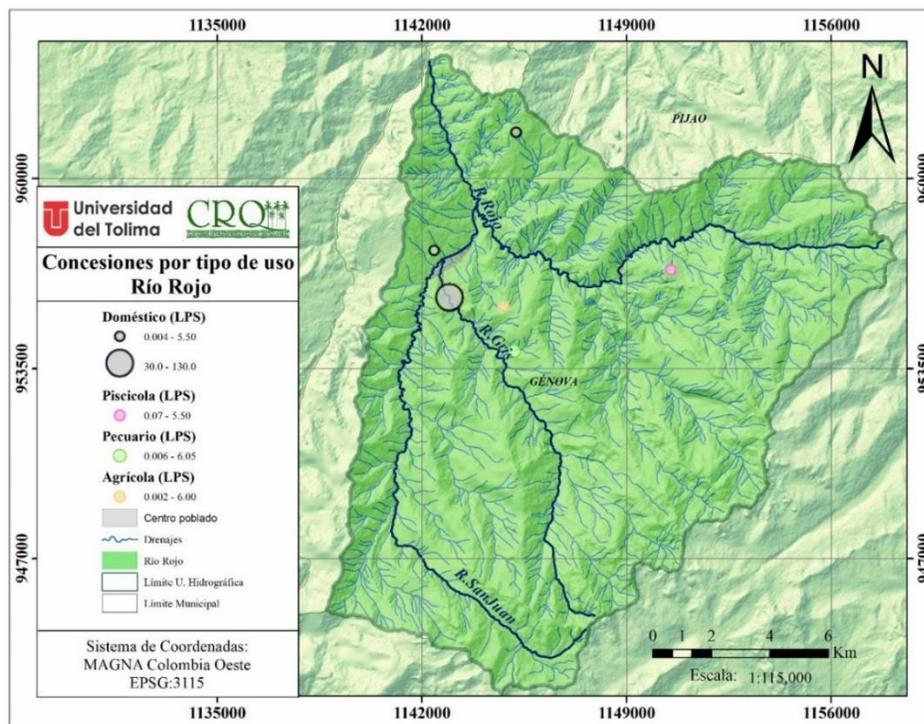 1135000 1142000 1149000 1156000
N
PIJAO
960000 960000
R. Rojo
Universidad
del Tolima
CRQ
Concesiones por tipo de uso
Río Rojo
Doméstico (LPS)
0.004 - 5.50
30.0 - 130.0
R.Gris
953500 953500
GÉNOVA
Piscicola (LPS)
0.07 - 5.50
Pecuario (LPS)
0.006 - 6.05
Agrícola (LPS)
0.002 - 6.00
Centro poblado
Drenajes
Río Rojo
Límite U. Hidrográfica
Límite Municipal
947000 947000
R.SanJuan
Sistema de Coordenadas:
MAGNA Colombia Oeste
EPSG:3115
0 1 2 4 6
Km
Escala: 1:115,000
1135000 1142000 1149000 1156000